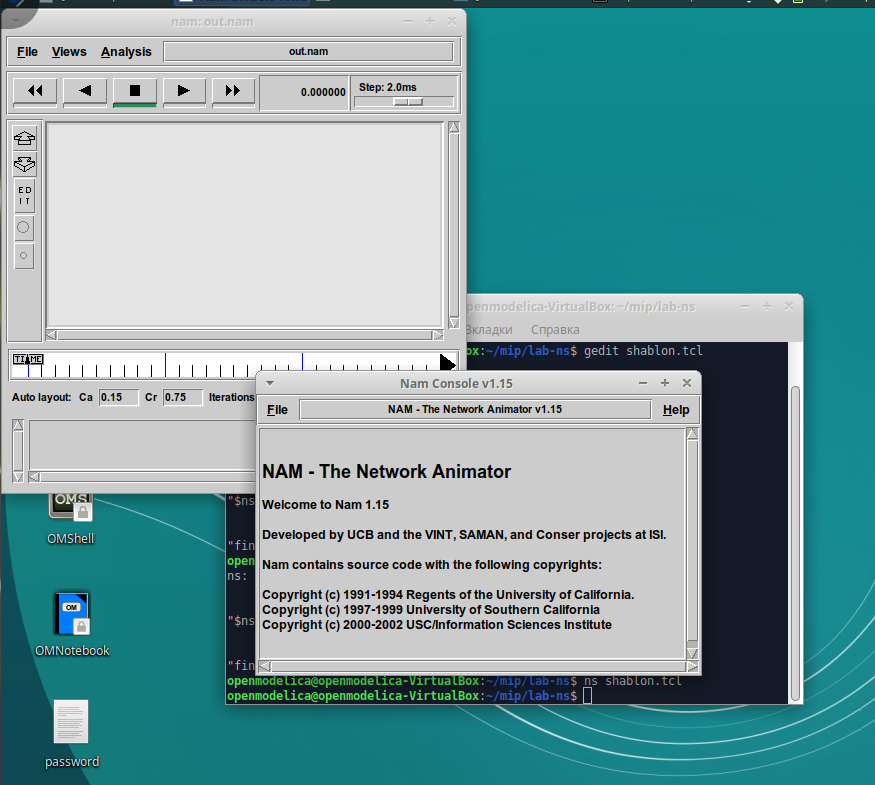 nam: out.nam
File Views Analysis out.nam
0.000000 Step: 2.0ms
ED
IT
TIME
Auto layout: Ca 0.15 Cr 0.75 Iterations
openmodelica-VirtualBox: ~/mip/lab-ns
Вкладки Справка
ox:~/mip/lab-ns$ gedit shablon.tcl
Nam Console v1.15
File NAM - The Network Animator v1.15 Help
NAM - The Network Animator
Welcome to Nam 1.15
Developed by UCB and the VINT, SAMAN, and Conser projects at ISI.
Nam contains source code with the following copyrights:
Copyright (c) 1991-1994 Regents of the University of California.
Copyright (c) 1997-1999 University of Southern California
Copyright (c) 2000-2002 USC/Information Sciences Institute
"$ns
"fin
open
ns:
"$ns
"fin
openmodelica@openmodelica-VirtualBox:~/mip/lab-ns$ ns shablon.tcl
openmodelica@openmodelica-VirtualBox:~/mip/lab-ns$
OMS
OMShell
OM
OMNotebook
password